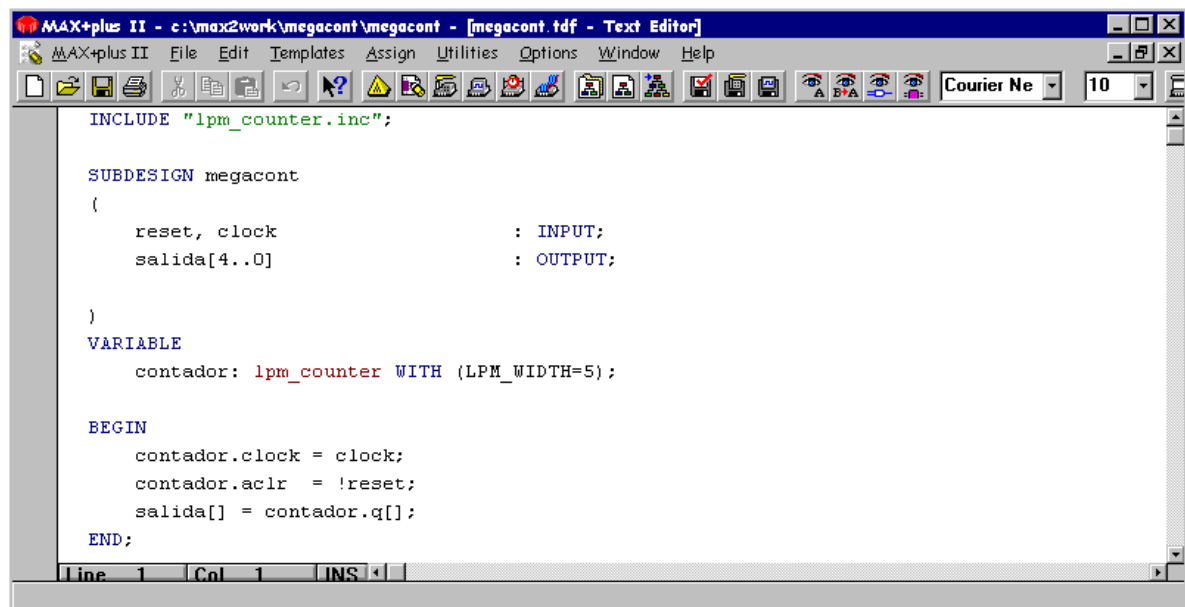 MAX+plus II - c:\max2work\megacont\megacont - [megacont.tdf - Text Editor]
MAX+plus II File Edit Templates Assign Utilities Options Window Help
Courier Ne 10
INCLUDE "lpm_counter.inc";
SUBDESIGN megacont
(
reset, clock : INPUT;
salida[4..0] : OUTPUT;
)
VARIABLE
contador: lpm_counter WITH (LPM_WIDTH=5);
BEGIN
contador.clock = clock;
contador.aclr = !reset;
salida[] = contador.q[];
END;
Line 1 Col 1 INS